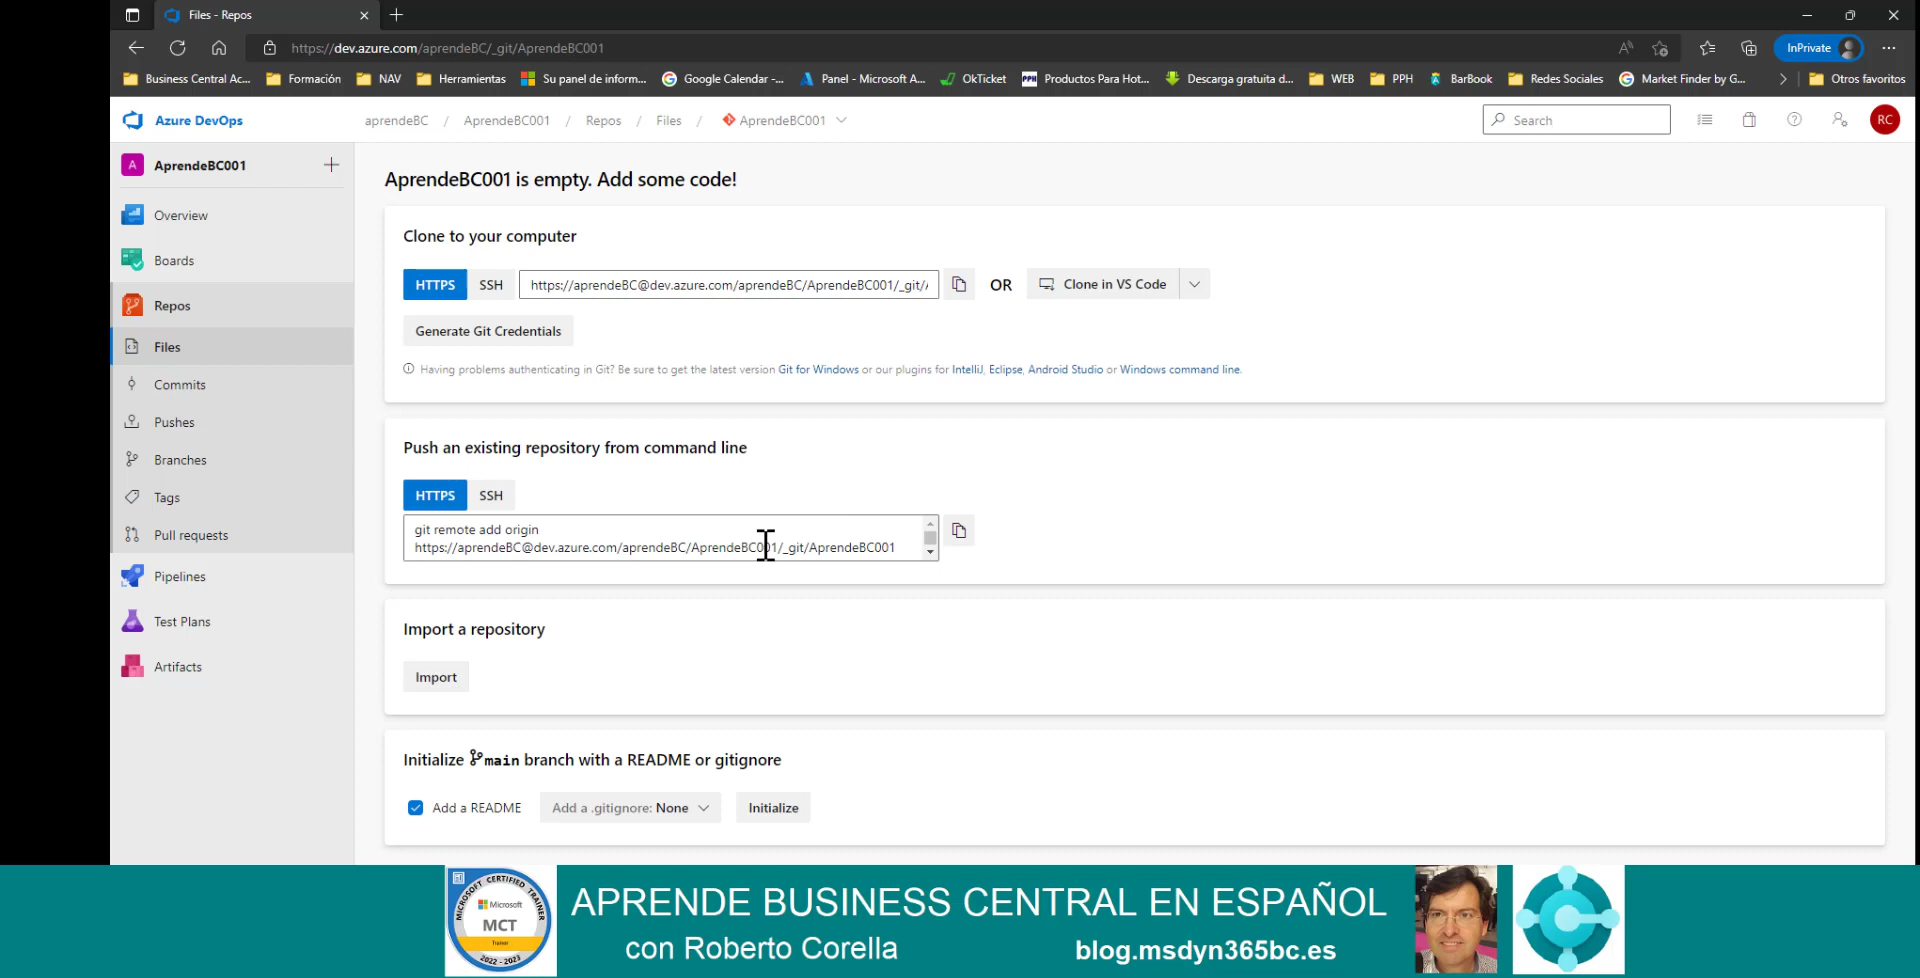 Files - Repos
https://dev.azure.com/aprendeBC/_git/AprendeBC001
InPrivate
Business Central Ac...
Formación
NAV
Herramientas
Su panel de inform...
Google Calendar -...
Panel - Microsoft A...
OkTicket
PPH
Productos Para Hot...
Descarga gratuita d...
WEB
PPH
BarBook
Redes Sociales
Market Finder by G...
Otros favoritos
Azure DevOps
aprendeBC / AprendeBC001 / Repos / Files / AprendeBC001
Search
RC
A AprendeBC001
Overview
Boards
Repos
Files
Commits
Pushes
Branches
Tags
Pull requests
Pipelines
Test Plans
Artifacts
AprendeBC001 is empty. Add some code!
Clone to your computer
HTTPS SSH https://aprendeBC@dev.azure.com/aprendeBC/AprendeBC001/_git/ OR Clone in VS Code
Generate Git Credentials
Having problems authenticating in Git? Be sure to get the latest version Git for Windows or our plugins for IntelliJ, Eclipse, Android Studio or Windows command line.
Push an existing repository from command line
HTTPS SSH
git remote add origin
https://aprendeBC@dev.azure.com/aprendeBC/AprendeBC001/_git/AprendeBC001
Import a repository
Import
Initialize main branch with a README or gitignore
Add a README Add a .gitignore: None Initialize
MICROSOFT CERTIFIED TRAINER
Microsoft
MCT
Trainer
2022 - 2023
APRENDE BUSINESS CENTRAL EN ESPAÑOL
con Roberto Corella
blog.msdyn365bc.es